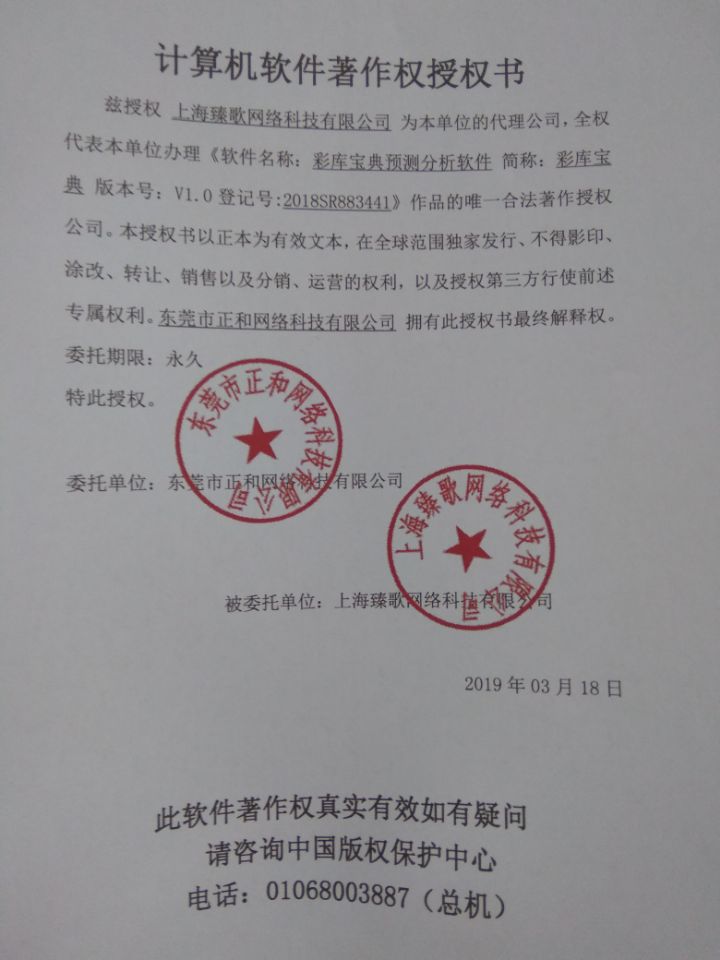 计算机软件著作权授权书
兹授权 上海臻歌网络科技有限公司 为本单位的代理公司,全权
代表本单位办理《软件名称:彩库宝典预测分析软件 简称:彩库宝
典 版本号:V1.0 登记号:2018SR883441》作品的唯一合法著作授权
公司。本授权书以正本为有效文本,在全球范围独家发行、不得影印、
涂改、转让、销售以及分销、运营的权利,以及授权第三方行使前述
专属权利。东莞市正和网络科技有限公司 拥有此授权书最终解释权。
委托期限:永久
特此授权。
东莞市正和网络科技有限公司
委托单位:东莞市正和网络科技有限公司
上海臻歌网络科技有限公司
被委托单位:上海臻歌网络科技有限公司
2019 年 03 月 18 日
此软件著作权真实有效如有疑问
请咨询中国版权保护中心
电话:01068003887(总机)